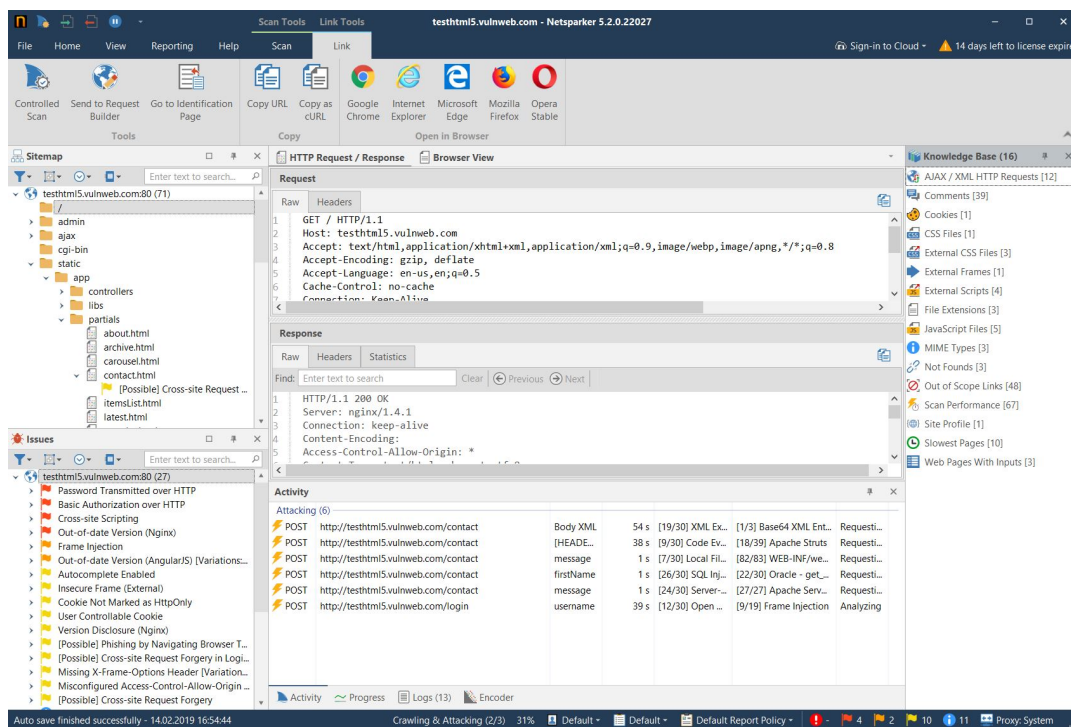 Scan Tools Link Tools testhtml5.vulnweb.com - Netsparker 5.2.0.22027
File Home View Reporting Help Scan Link Sign-in to Cloud 14 days left to license expire
Controlled Scan
Send to Request Builder
Go to Identification Page
Copy URL
Copy as cURL
Google Chrome
Internet Explorer
Microsoft Edge
Mozilla Firefox
Opera Stable
Tools Copy Open in Browser
Sitemap
Enter text to search...
testhtml5.vulnweb.com:80 (71)
/
admin
ajax
cgi-bin
static
app
controllers
libs
partials
about.html
archive.html
carousel.html
contact.html
[Possible] Cross-site Request ...
itemsList.html
latest.html
Issues
Enter text to search...
testhtml5.vulnweb.com:80 (27)
Password Transmitted over HTTP
Basic Authorization over HTTP
Cross-site Scripting
Out-of-date Version (Nginx)
Frame Injection
Out-of-date Version (AngularJS) [Variations:...
Autocomplete Enabled
Insecure Frame (External)
Cookie Not Marked as HttpOnly
User Controllable Cookie
Version Disclosure (Nginx)
[Possible] Phishing by Navigating Browser T...
[Possible] Cross-site Request Forgery in Logi...
Missing X-Frame-Options Header [Variation...
Misconfigured Access-Control-Allow-Origin ...
[Possible] Cross-site Request Forgery
HTTP Request / Response Browser View
Request
Raw Headers
1 GET / HTTP/1.1
2 Host: testhtml5.vulnweb.com
3 Accept: text/html,application/xhtml+xml,application/xml;q=0.9,image/webp,image/apng,*/*;q=0.8
4 Accept-Encoding: gzip, deflate
5 Accept-Language: en-us,en;q=0.5
6 Cache-Control: no-cache
7 Connection: Keep-Alive
Response
Raw Headers Statistics
Find: Enter text to search Clear Previous Next
1 HTTP/1.1 200 OK
2 Server: nginx/1.4.1
3 Connection: keep-alive
4 Content-Encoding:
5 Access-Control-Allow-Origin: *
Activity
Attacking (6)
POST http://testhtml5.vulnweb.com/contact Body XML 54 s [19/30] XML Ex... [1/3] Base64 XML Ent... Requesti...
POST http://testhtml5.vulnweb.com/contact [HEADE... 38 s [9/30] Code Ev... [18/39] Apache Struts Requesti...
POST http://testhtml5.vulnweb.com/contact message 1 s [7/30] Local Fil... [82/83] WEB-INF/we... Requesti...
POST http://testhtml5.vulnweb.com/contact firstName 1 s [26/30] SQL Inj... [22/30] Oracle - get_... Requesti...
POST http://testhtml5.vulnweb.com/contact message 1 s [24/30] Server-... [27/27] Apache Serv... Requesti...
POST http://testhtml5.vulnweb.com/login username 39 s [12/30] Open ... [9/19] Frame Injection Analyzing
Activity Progress Logs (13) Encoder
Knowledge Base (16)
AJAX / XML HTTP Requests [12]
Comments [39]
Cookies [1]
CSS Files [1]
External CSS Files [3]
External Frames [1]
External Scripts [4]
File Extensions [3]
JavaScript Files [5]
MIME Types [3]
Not Founds [3]
Out of Scope Links [48]
Scan Performance [67]
Site Profile [1]
Slowest Pages [10]
Web Pages With Inputs [3]
Auto save finished successfully - 14.02.2019 16:54:44 Crawling & Attacking (2/3) 31% Default Default Default Report Policy - 4 2 10 11 Proxy: System